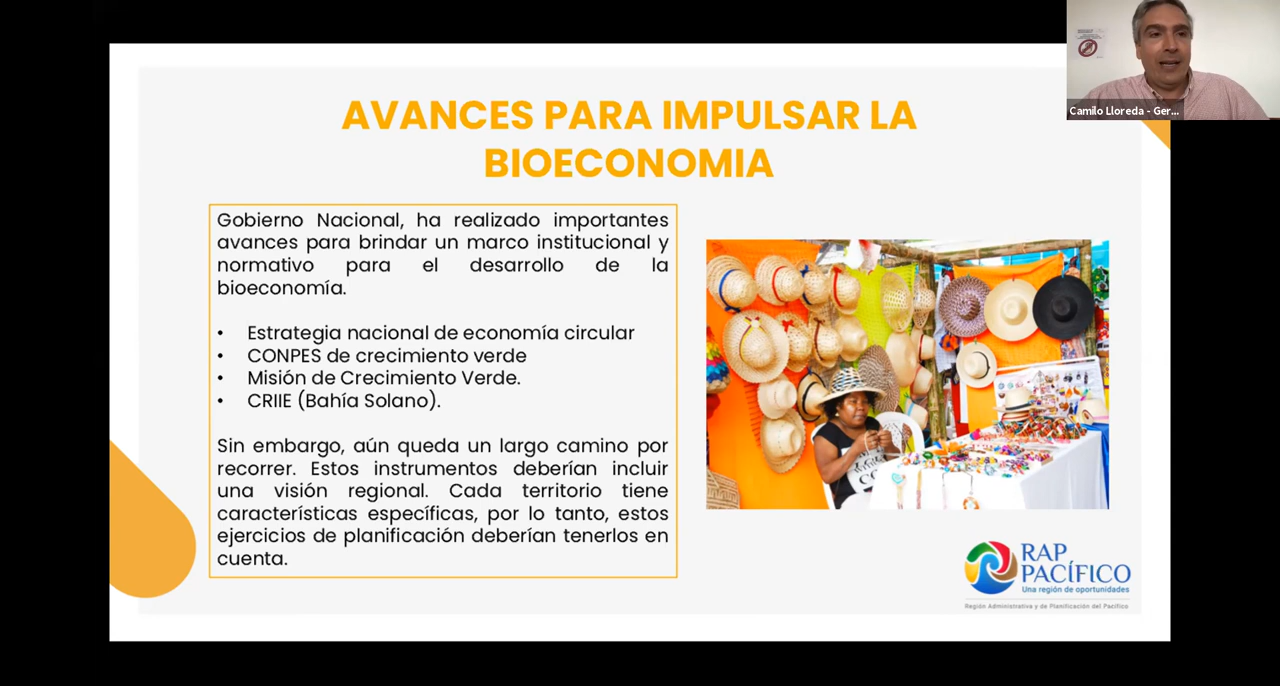 AVANCES PARA IMPULSAR LA
BIOECONOMIA
Gobierno Nacional, ha realizado importantes
avances para brindar un marco institucional y
normativo para el desarrollo de la
bioeconomía.
• Estrategia nacional de economía circular
• CONPES de crecimiento verde
• Misión de Crecimiento Verde.
• CRIIE (Bahía Solano).
Sin embargo, aún queda un largo camino por
recorrer. Estos instrumentos deberían incluir
una visión regional. Cada territorio tiene
características específicas, por lo tanto, estos
ejercicios de planificación deberían tenerlos en
cuenta.
Camilo Lloreda - Ger...
RAP
PACÍFICO
Una región de oportunidades
Región Administrativa y de Planificación del Pacífico